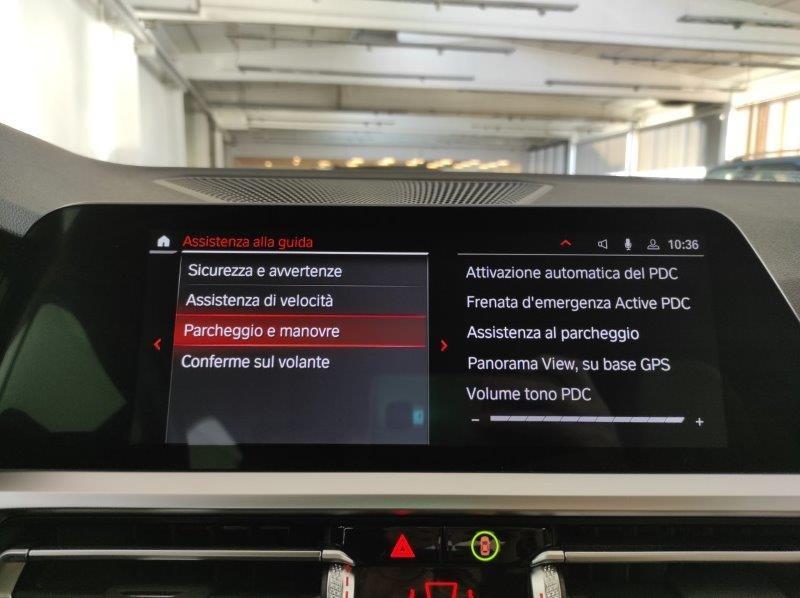 Assistenza alla guida
10:36
Sicurezza e avvertenze
Assistenza di velocità
Parcheggio e manovre
Conferme sul volante
Attivazione automatica del PDC
Frenata d'emergenza Active PDC
Assistenza al parcheggio
Panorama View, su base GPS
Volume tono PDC
- +